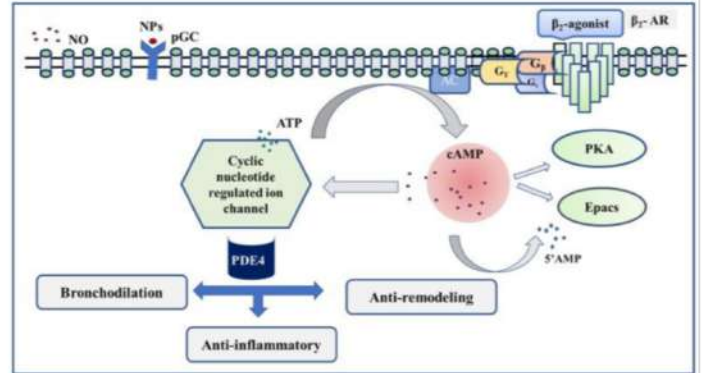 NO
NPs
pGC
β₂-agonist
β₂- AR
AC
Gγ
Gβ
G
ATP
cAMP
Cyclic
nucleotide
regulated ion
channel
PKA
Epacs
5'AMP
PDE4
Bronchodilation
Anti-remodeling
Anti-inflammatory